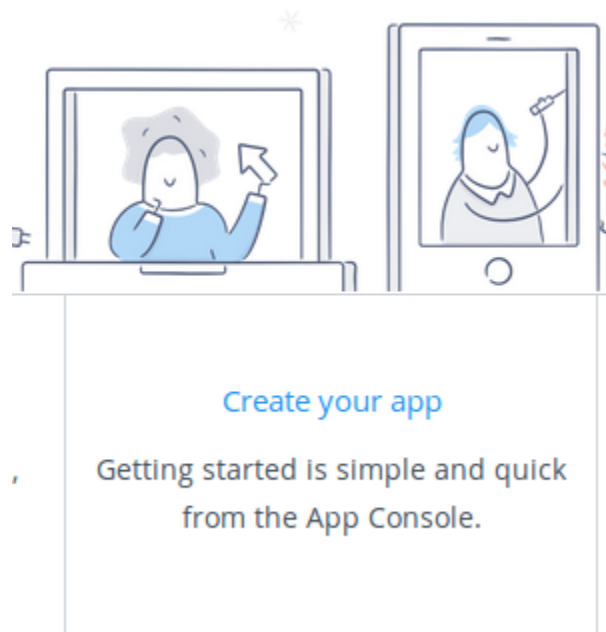 Create your app
, Getting started is simple and quick
from the App Console.